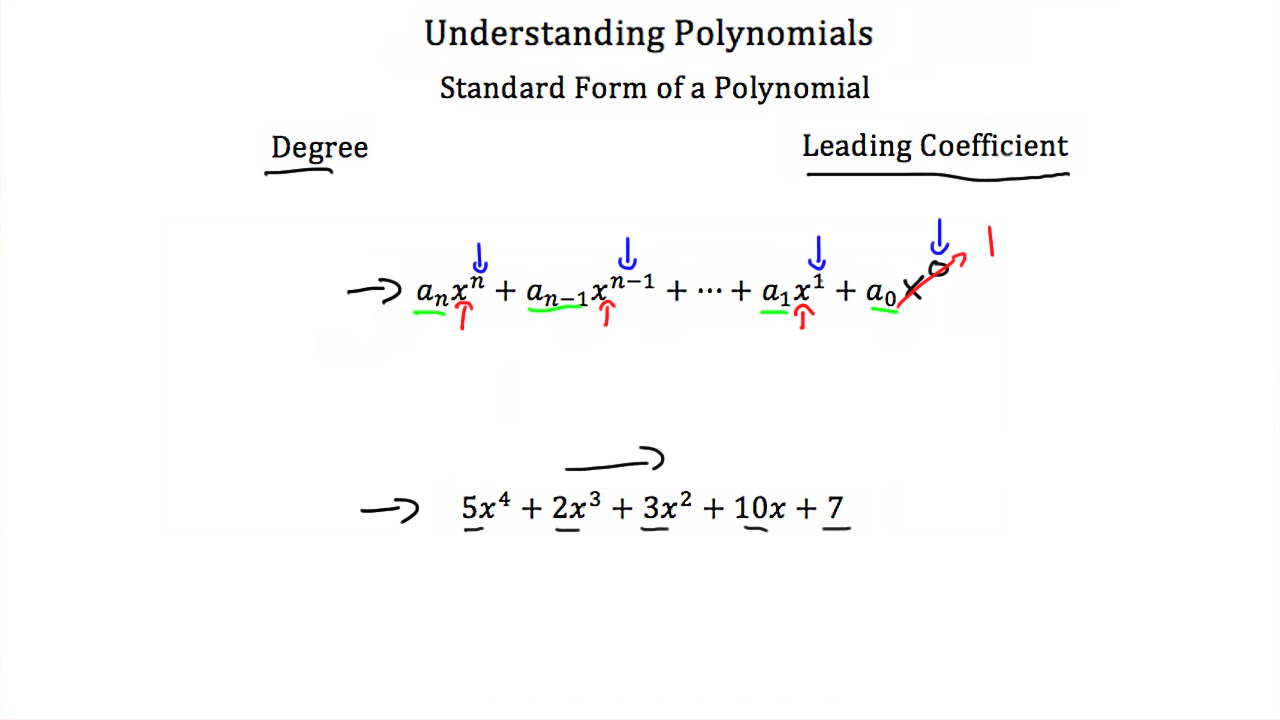 Understanding Polynomials
Standard Form of a Polynomial
Degree
Leading Coefficient
1
→ aₙxⁿ + aₙ₋₁xⁿ⁻¹ + ⋯ + a₁x¹ + a₀x⁰
→
→ 5x⁴ + 2x³ + 3x² + 10x + 7